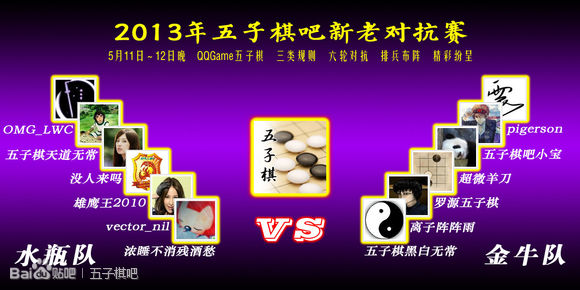 2013年五子棋吧新老对抗赛
5月11日～12日晚 QQGame五子棋 三类规则 六轮对抗 排兵布阵 精彩纷呈
OMG_LWC
五子棋天道无常
没人来吗
雄鹰王2010
vector_nil
浓睡不消残酒愁
水瓶队
五子棋
VS
pigerson
五子棋吧小宝
超微羊刀
罗源五子棋
离子阵阵雨
五子棋黑白无常
金牛队
Bai du 贴吧 | 五子棋吧